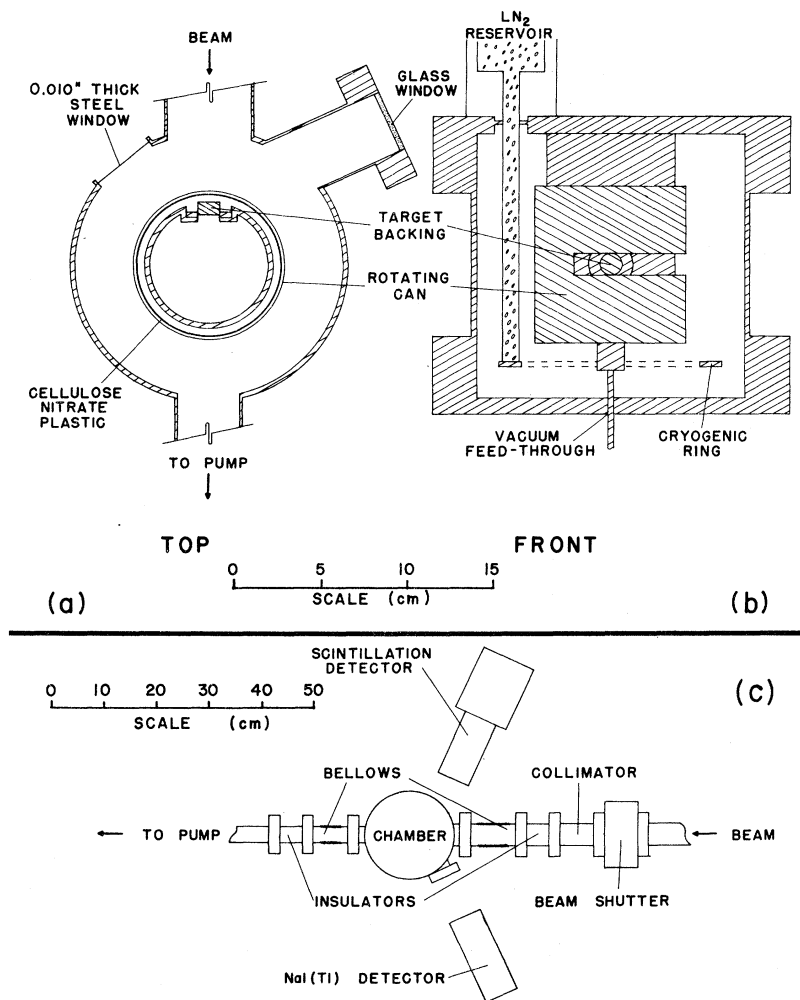 BEAM
0.010" THICK
STEEL
WINDOW
GLASS
WINDOW
LN₂
RESERVOIR
TARGET
BACKING
ROTATING
CAN
CELLULOSE
NITRATE
PLASTIC
TO PUMP
VACUUM
FEED-THROUGH
CRYOGENIC
RING
TOP
FRONT
0 5 10 15
SCALE (cm)
(a)
(b)
SCINTILLATION
DETECTOR
(c)
0 10 20 30 40 50
SCALE (cm)
BELLOWS
COLLIMATOR
TO PUMP
CHAMBER
BEAM
INSULATORS
BEAM SHUTTER
NaI(Tl) DETECTOR